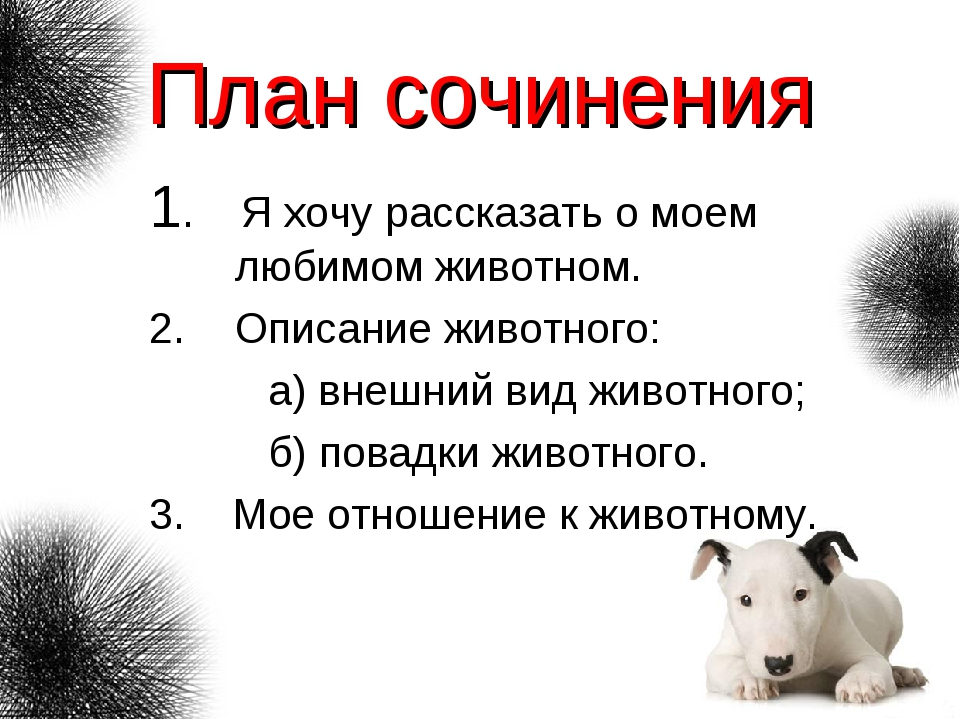 План сочинения
1. Я хочу рассказать о моем
любимом животном.
2. Описание животного:
а) внешний вид животного;
б) повадки животного.
3. Мое отношение к животному.